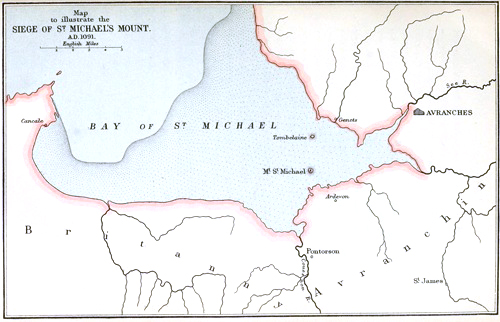 Map
to illustrate the
SIEGE OF ST MICHAEL'S MOUNT.
A.D. 1091.
English Miles
See R.
AVRANCHES
Cancale
BAY OF ST MICHAEL
Genets
Tombelaine
Mt St Michael
Ardevon
Britanny
Pontorson
Avranchin
St James